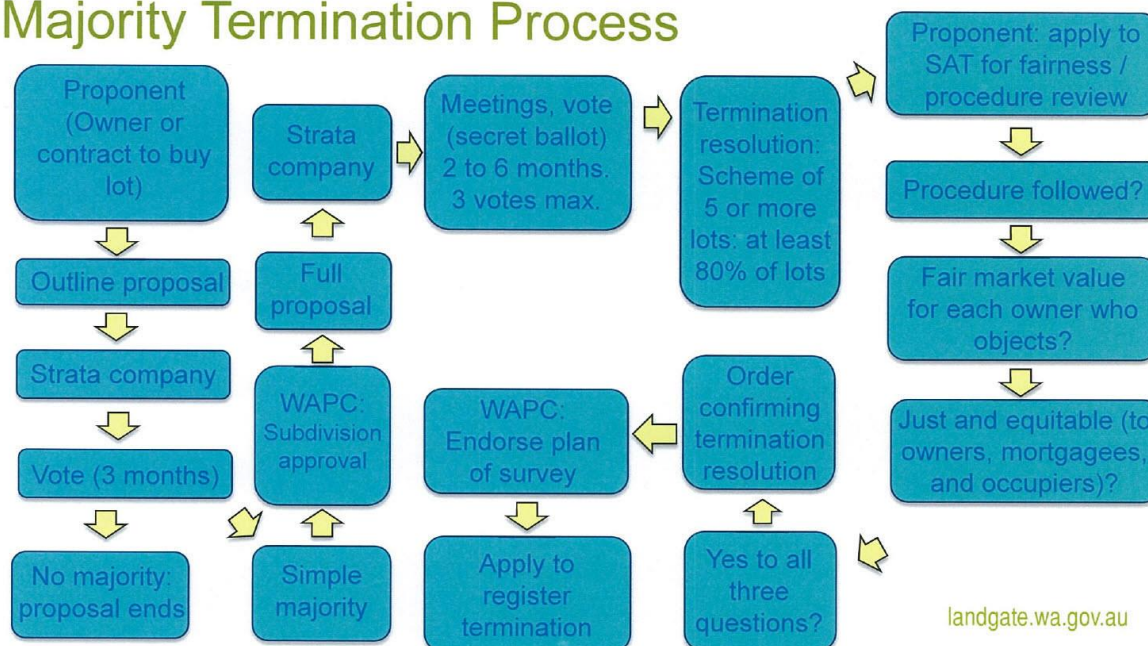 Majority Termination Process
Proponent
(Owner or
contract to buy
lot)
Outline proposal
Strata company
Vote (3 months)
No majority:
proposal ends
Simple
majority
WAPC:
Subdivision
approval
Full
proposal
Strata
company
Meetings, vote
(secret ballot)
2 to 6 months.
3 votes max.
Termination
resolution:
Scheme of
5 or more
lots: at least
80% of lots
Proponent: apply to
SAT for fairness /
procedure review
Procedure followed?
Fair market value
for each owner who
objects?
Just and equitable (to
owners, mortgagees,
and occupiers)?
Yes to all
three
questions?
Order
confirming
termination
resolution
WAPC:
Endorse plan
of survey
Apply to
register
termination
landgate.wa.gov.au